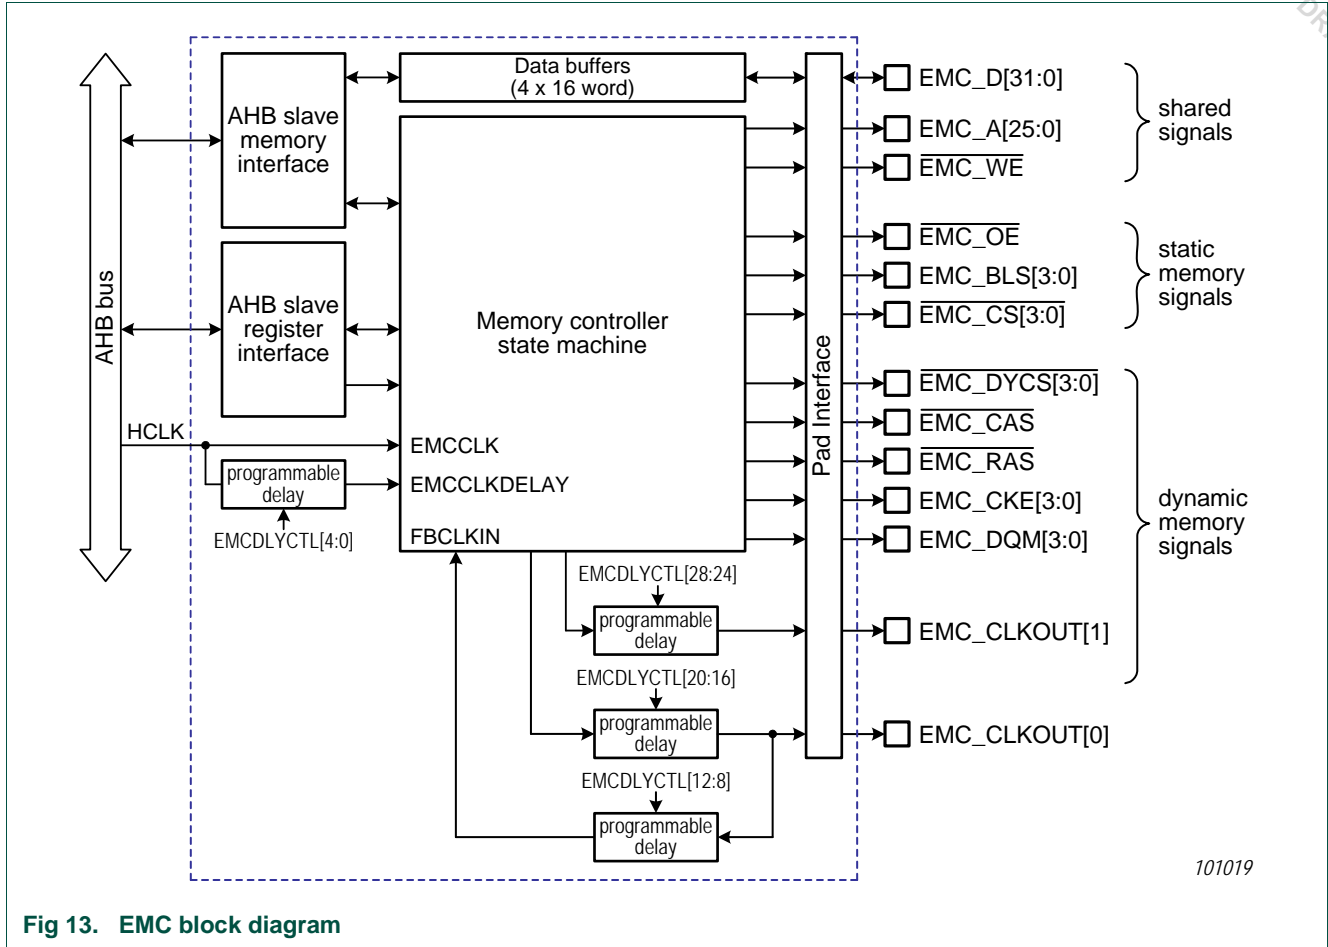 DRA
Data buffers
(4 x 16 word)
AHB slave
memory
interface
AHB slave
register
interface
AHB bus
HCLK
programmable
delay
EMCDLYCTL[4:0]
Memory controller
state machine
EMCCLK
EMCCLKDELAY
FBCLKIN
EMCDLYCTL[28:24]
programmable
delay
EMCDLYCTL[20:16]
programmable
delay
EMCDLYCTL[12:8]
programmable
delay
Pad Interface
EMC_D[31:0]
EMC_A[25:0]
EMC_WE
shared
signals
EMC_OE
EMC_BLS[3:0]
EMC_CS[3:0]
static
memory
signals
EMC_DYCS[3:0]
EMC_CAS
EMC_RAS
EMC_CKE[3:0]
EMC_DQM[3:0]
EMC_CLKOUT[1]
dynamic
memory
signals
EMC_CLKOUT[0]
101019
Fig 13. EMC block diagram